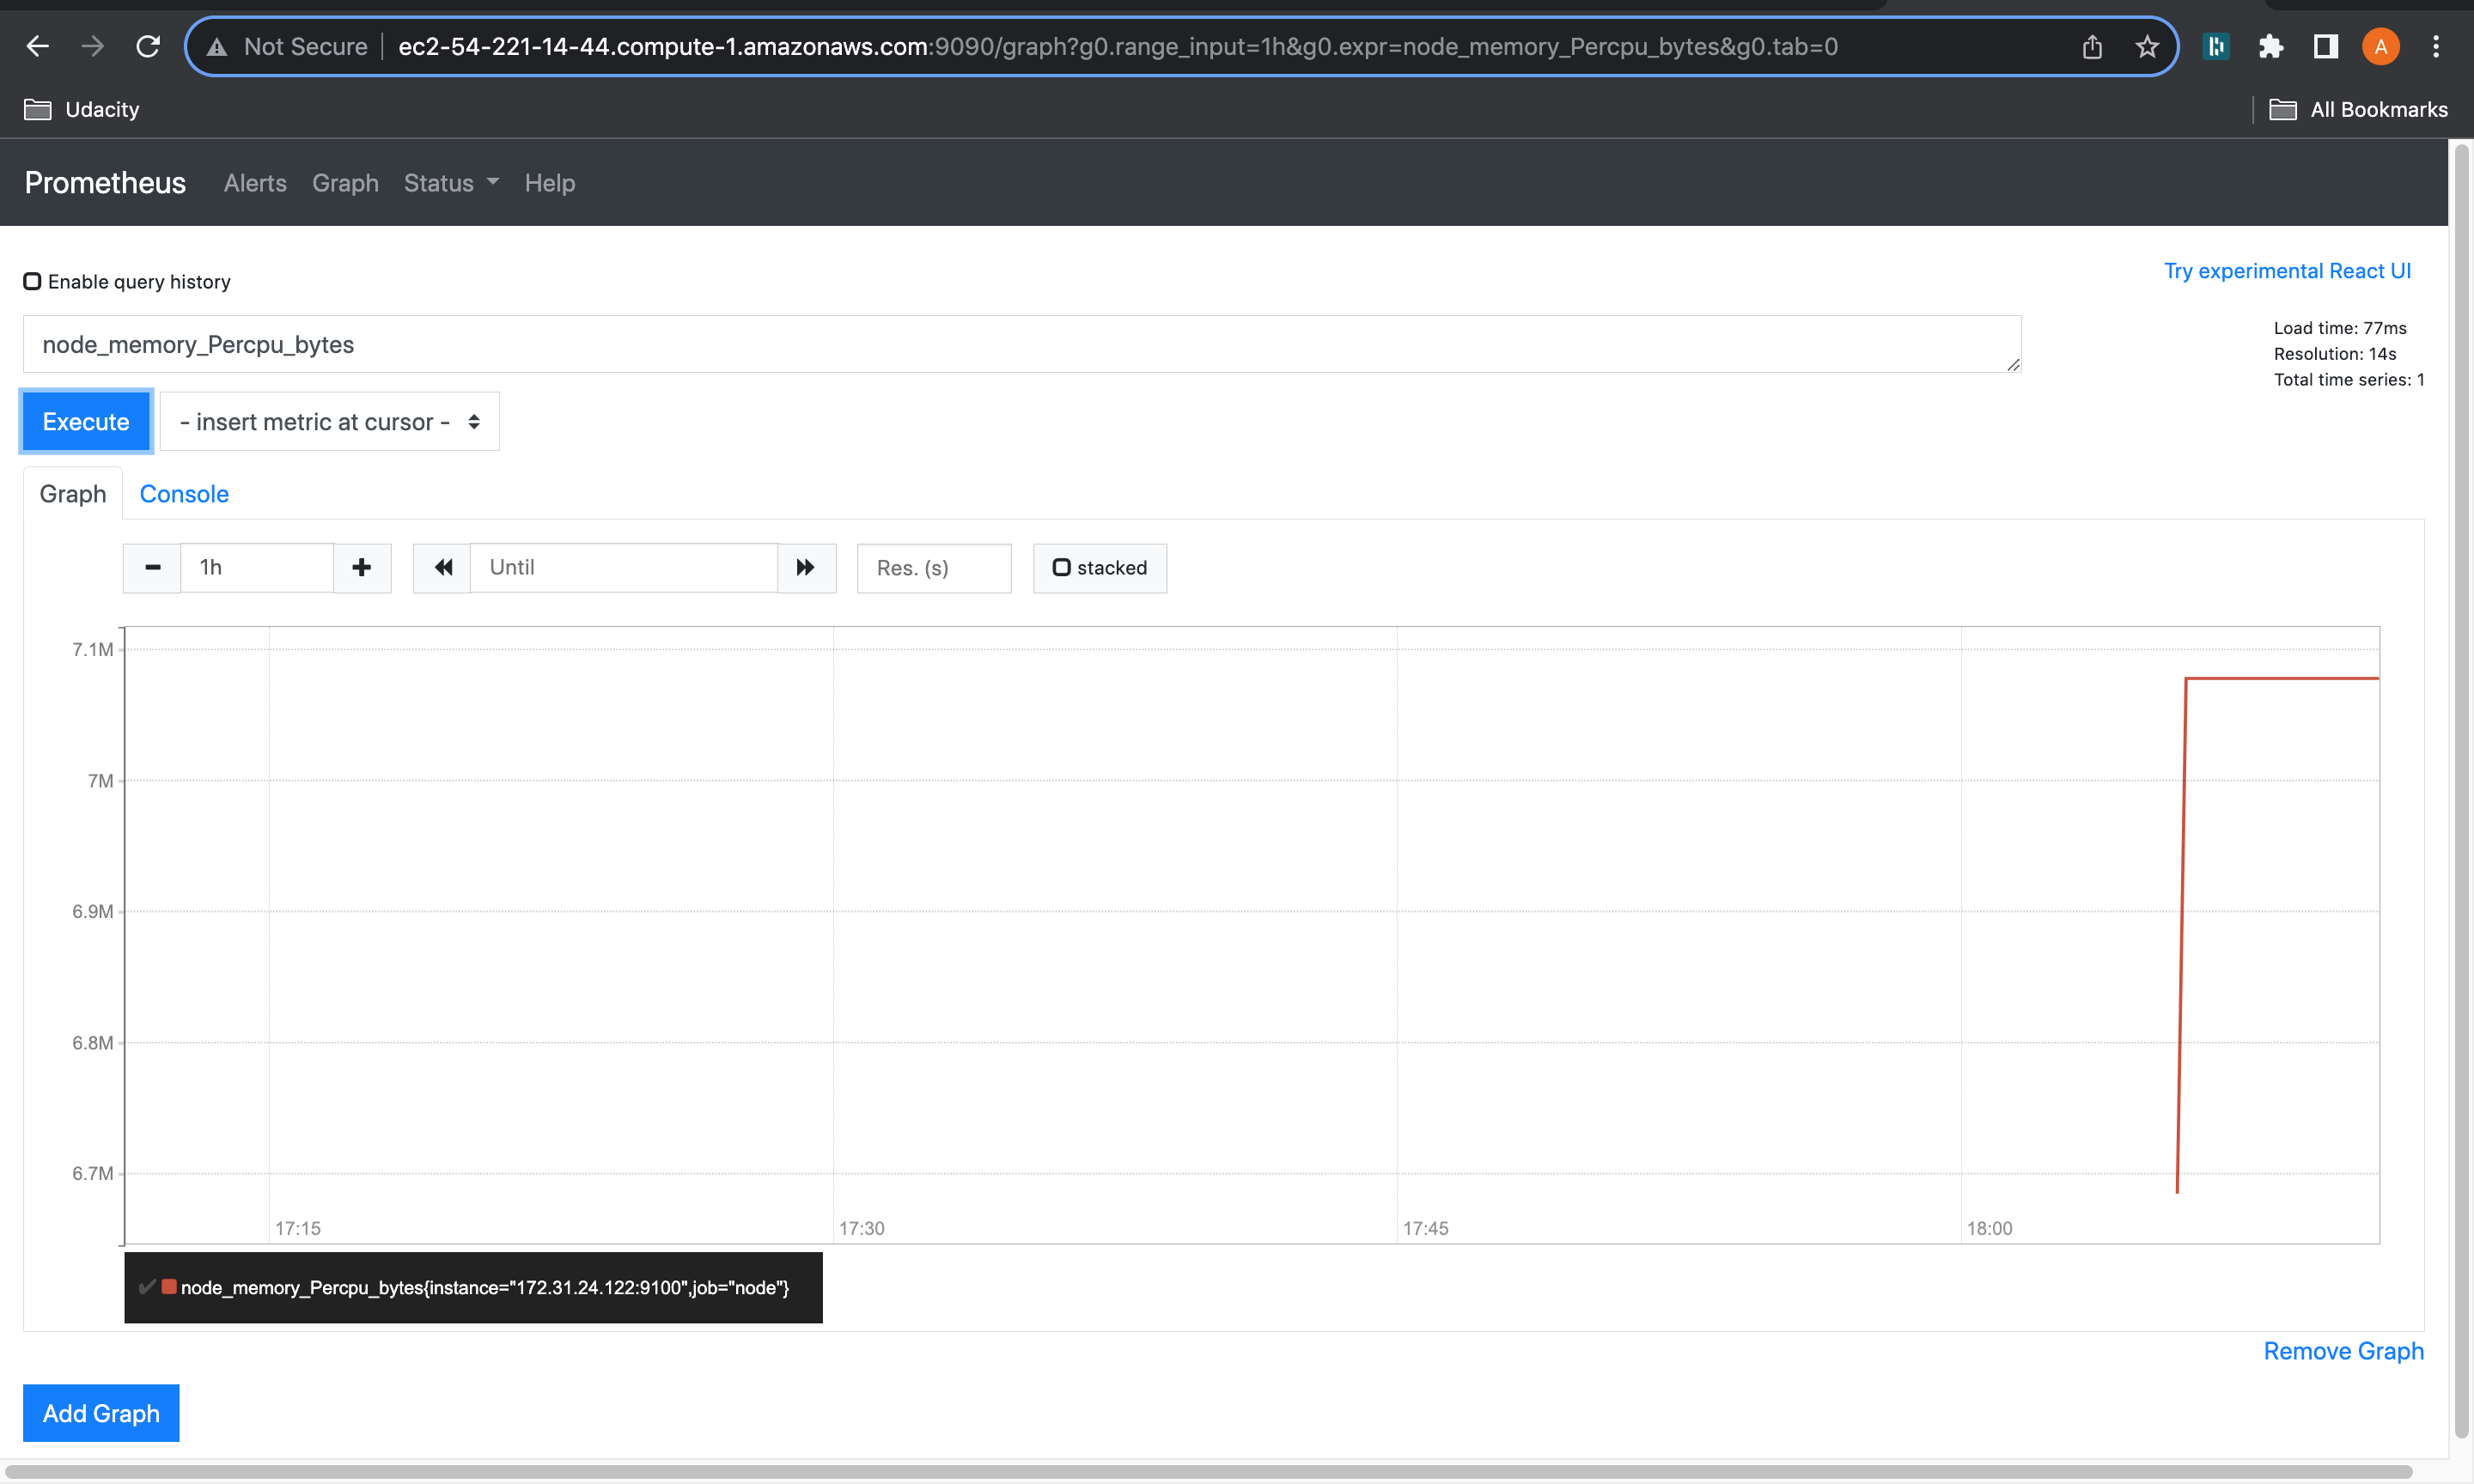 Not Secure ec2-54-221-14-44.compute-1.amazonaws.com:9090/graph?g0.range_input=1h&g0.expr=node_memory_Percpu_bytes&g0.tab=0 A
Udacity All Bookmarks
Prometheus Alerts Graph Status Help
Try experimental React UI
Enable query history
node_memory_Percpu_bytes
Load time: 77ms
Resolution: 14s
Total time series: 1
Execute - insert metric at cursor -
Graph Console
1h Until Res. (s) stacked
7.1M
7M
6.9M
6.8M
6.7M
17:15 17:30 17:45 18:00
node_memory_Percpu_bytes{instance="172.31.24.122:9100",job="node"}
Remove Graph
Add Graph